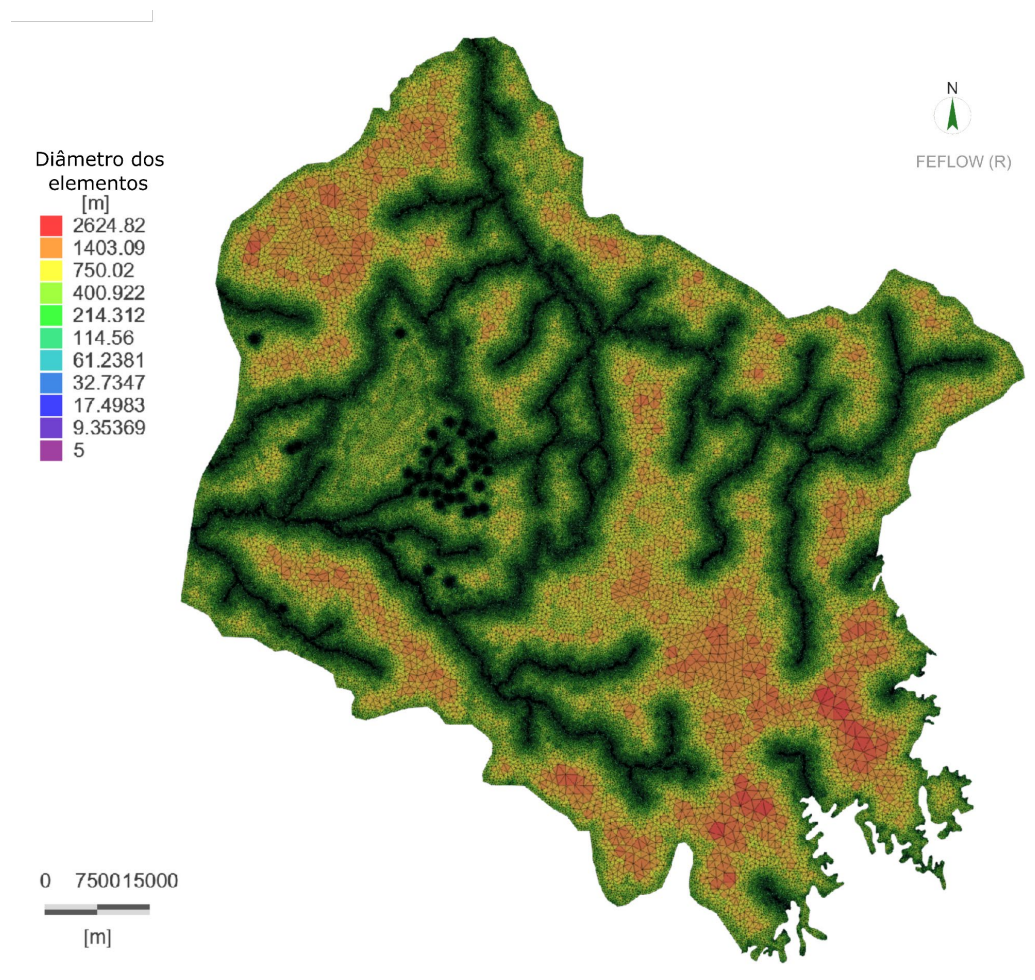 N
FEFLOW (R)
Diâmetro dos
elementos
[m]
2624.82
1403.09
750.02
400.922
214.312
114.56
61.2381
32.7347
17.4983
9.35369
5
0 750015000
[m]